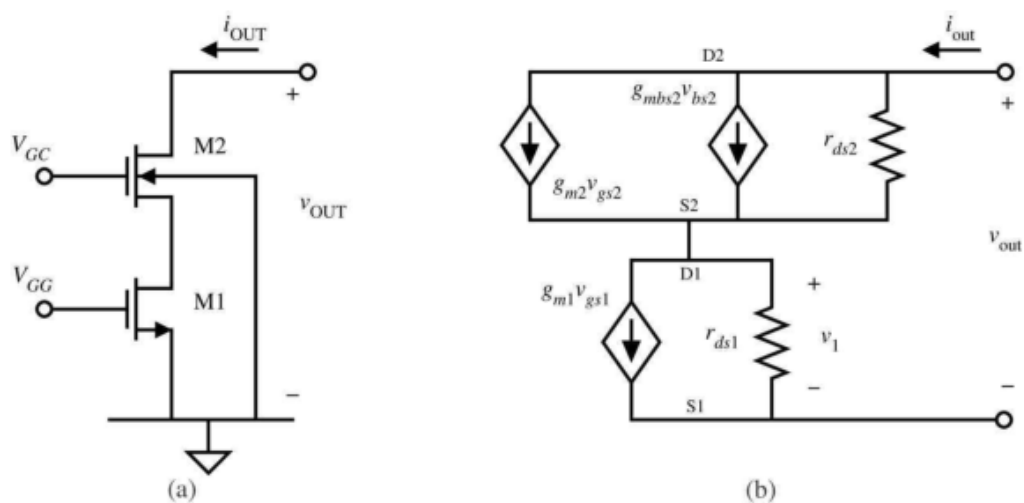 i_OUT
+
M2
V_GC
v_OUT
V_GG
M1
−
(a)
i_out
D2
+
g_mbs2 v_bs2
r_ds2
g_m2 v_gs2
S2
v_out
D1
g_m1 v_gs1
+
r_ds1
v_1
−
−
S1
(b)